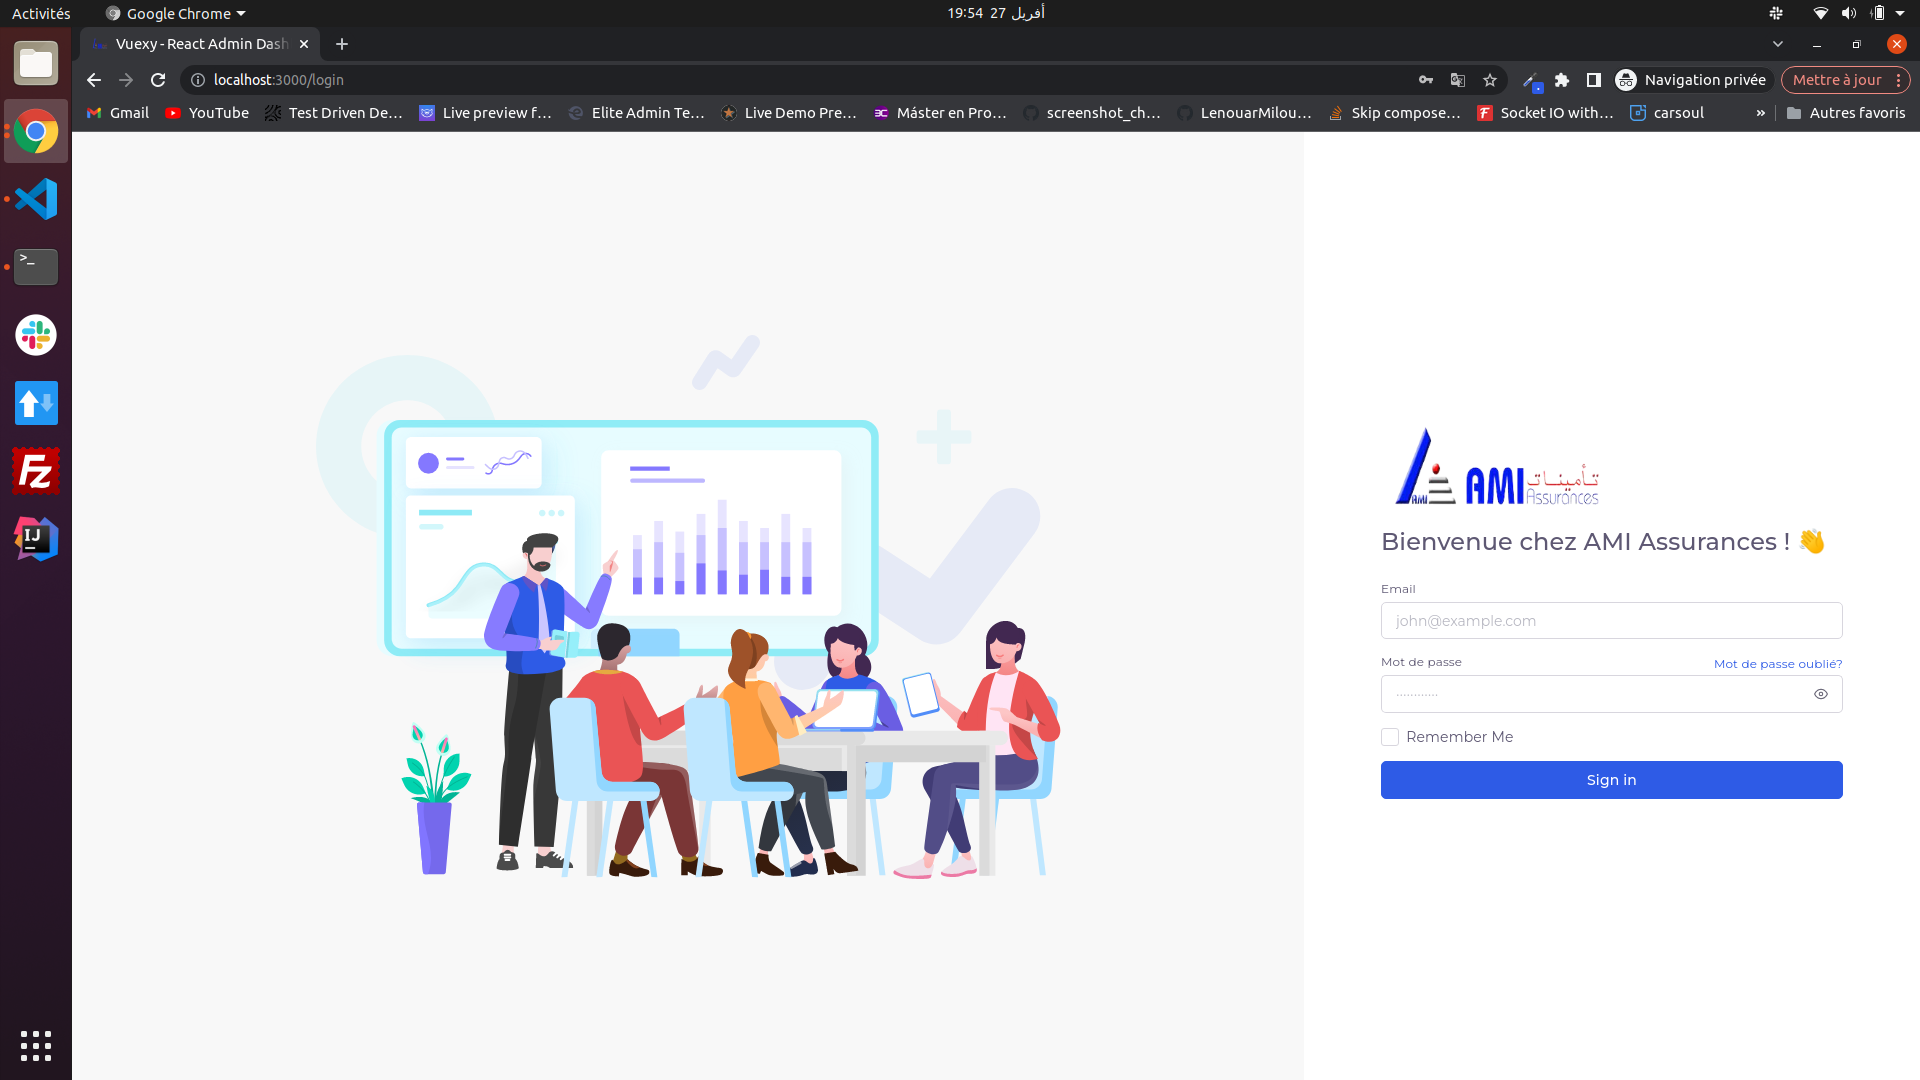 Activités
Google Chrome
19:54 27 أفريل
Vuexy - React Admin Dash
localhost:3000/login
Navigation privée
Mettre à jour
Gmail
YouTube
Test Driven De...
Live preview f...
Elite Admin Te...
Live Demo Pre...
Máster en Pro...
screenshot_ch...
LenouarMilou...
Skip compose...
Socket IO with...
carsoul
»
Autres favoris
AMI
AMI
تأمينات
Assurances
Bienvenue chez AMI Assurances ! 👋
Email
john@example.com
Mot de passe
Mot de passe oublié?
············
Remember Me
Sign in
>_
Fz
IJ